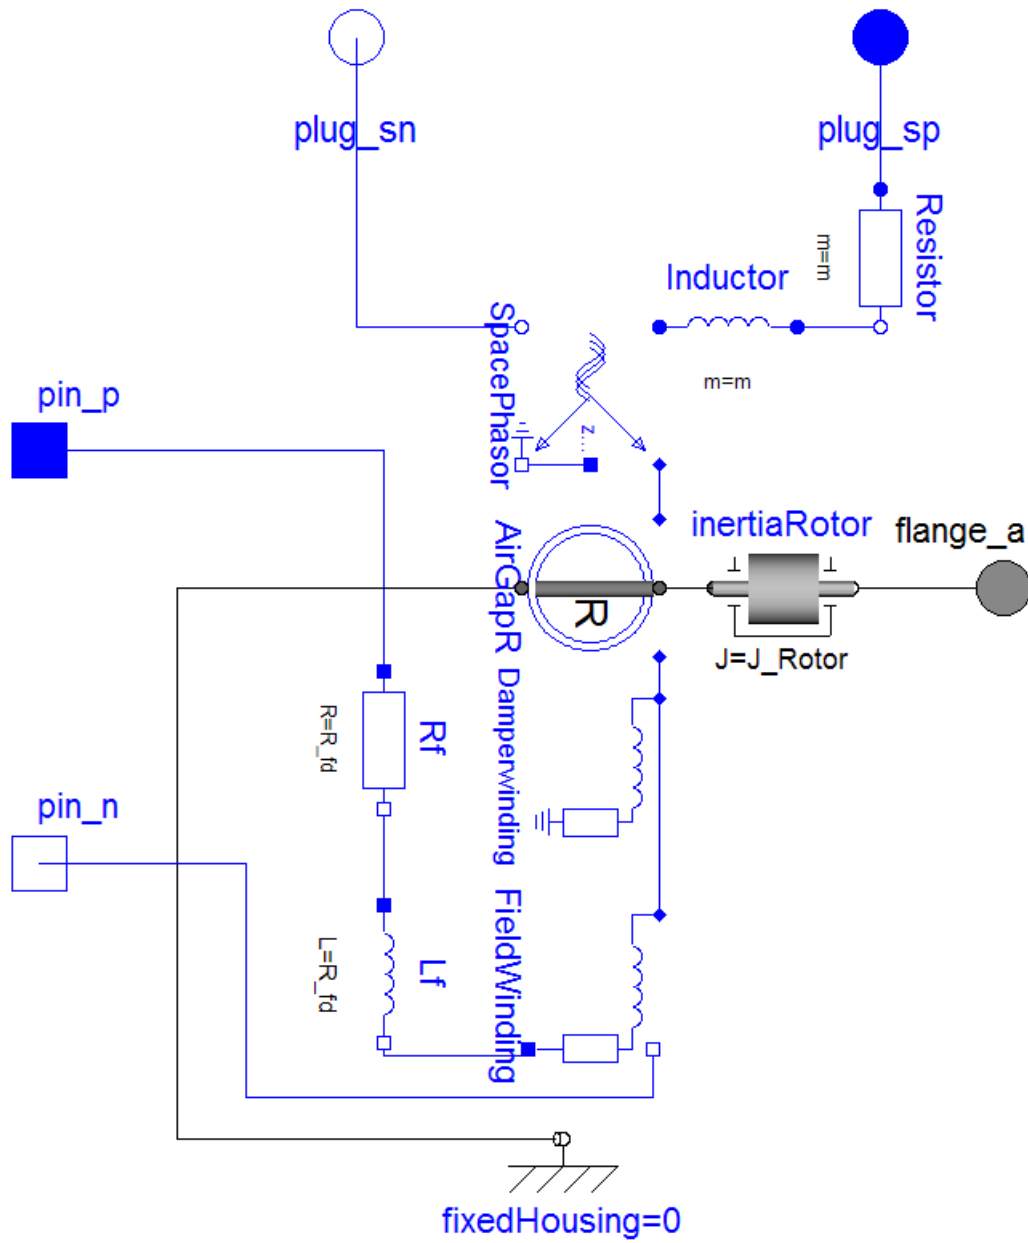 plug_sn
plug_sp
Resistor
m=m
Inductor
m=m
SpacePhasor
z...
pin_p
AirGapR
R
inertiaRotor
J=J_Rotor
flange_a
Rf
R=R_fd
Damperwinding
pin_n
Lf
L=R_fd
FieldWinding
fixedHousing=0